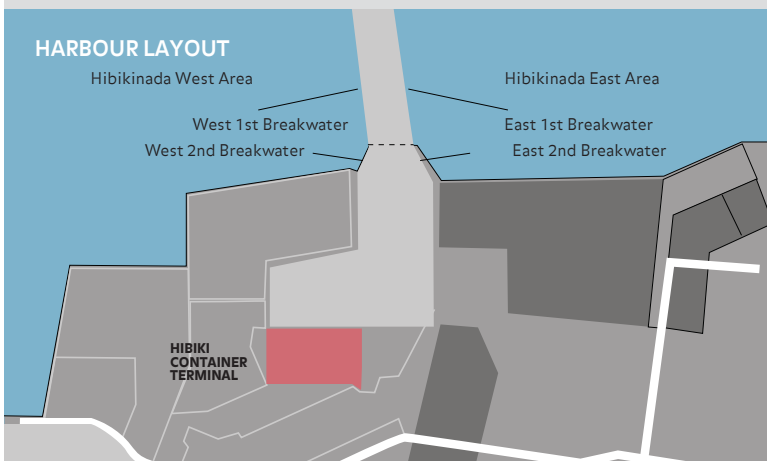 HARBOUR LAYOUT
Hibikinada West Area
Hibikinada East Area
West 1st Breakwater
East 1st Breakwater
West 2nd Breakwater
East 2nd Breakwater
HIBIKI
CONTAINER
TERMINAL